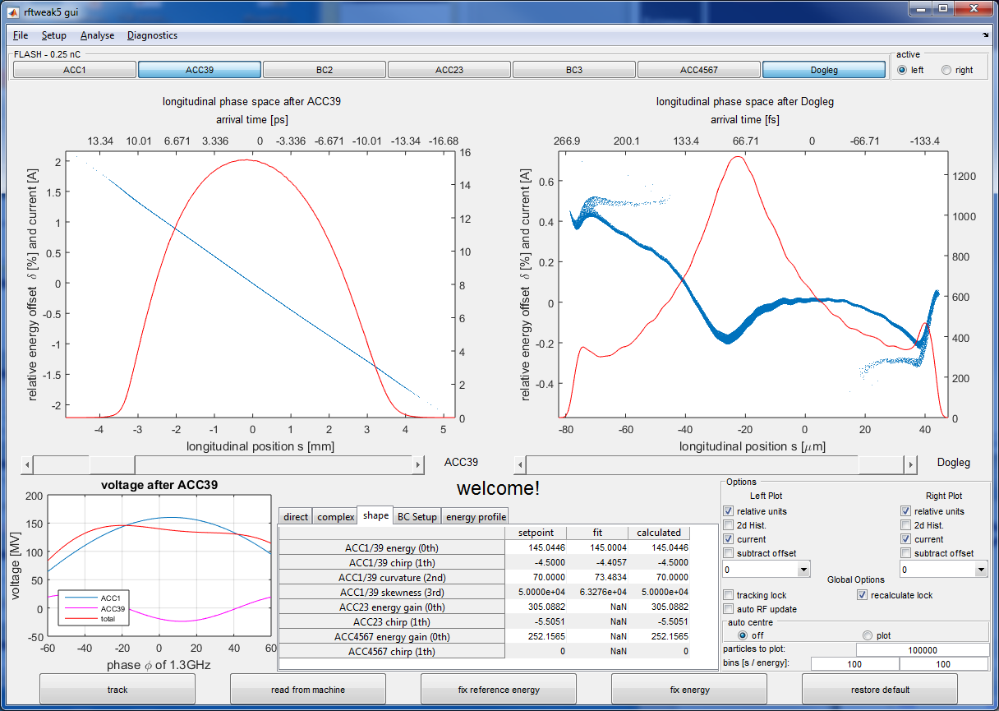 rftweak5 gui
File Setup Analyse Diagnostics
FLASH - 0.25 nC
ACC1 ACC39 BC2 ACC23 BC3 ACC4567 Dogleg
active
left right
longitudinal phase space after ACC39
arrival time [ps]
13.34 10.01 6.671 3.336 0 -3.336 -6.671 -10.01 -13.34 -16.68
relative energy offset δ [%] and current [A]
2
1.5
1
0.5
0
-0.5
-1
-1.5
-2
16
14
12
10
8
6
4
2
0
-4 -3 -2 -1 0 1 2 3 4 5
longitudinal position s [mm]
ACC39
longitudinal phase space after Dogleg
arrival time [fs]
266.9 200.1 133.4 66.71 0 -66.71 -133.4
relative energy offset δ [%] and current [A]
0.6
0.4
0.2
0
-0.2
-0.4
1200
1000
800
600
400
200
0
-80 -60 -40 -20 0 20 40
longitudinal position s [μm]
Dogleg
welcome!
voltage after ACC39
voltage [MV]
200
150
100
50
0
-50
ACC1
ACC39
total
-60 -40 -20 0 20 40 60
phase ϕ of 1.3GHz
direct complex shape BC Setup energy profile
setpoint fit calculated
ACC1/39 energy (0th) 145.0446 145.0004 145.0446
ACC1/39 chirp (1th) -4.5000 -4.4057 -4.5000
ACC1/39 curvature (2nd) 70.0000 73.4834 70.0000
ACC1/39 skewness (3rd) 5.0000e+04 6.3276e+04 5.0000e+04
ACC23 energy gain (0th) 305.0882 NaN 305.0882
ACC23 chirp (1th) -5.5051 NaN -5.5051
ACC4567 energy gain (0th) 252.1565 NaN 252.1565
ACC4567 chirp (1th) 0 NaN 0
Options
Left Plot Right Plot
relative units relative units
2d Hist. 2d Hist.
current current
subtract offset subtract offset
0 0
Global Options
tracking lock recalculate lock
auto RF update
auto centre
off plot
particles to plot: 100000
bins [s / energy]: 100 100
track read from machine fix reference energy fix energy restore default